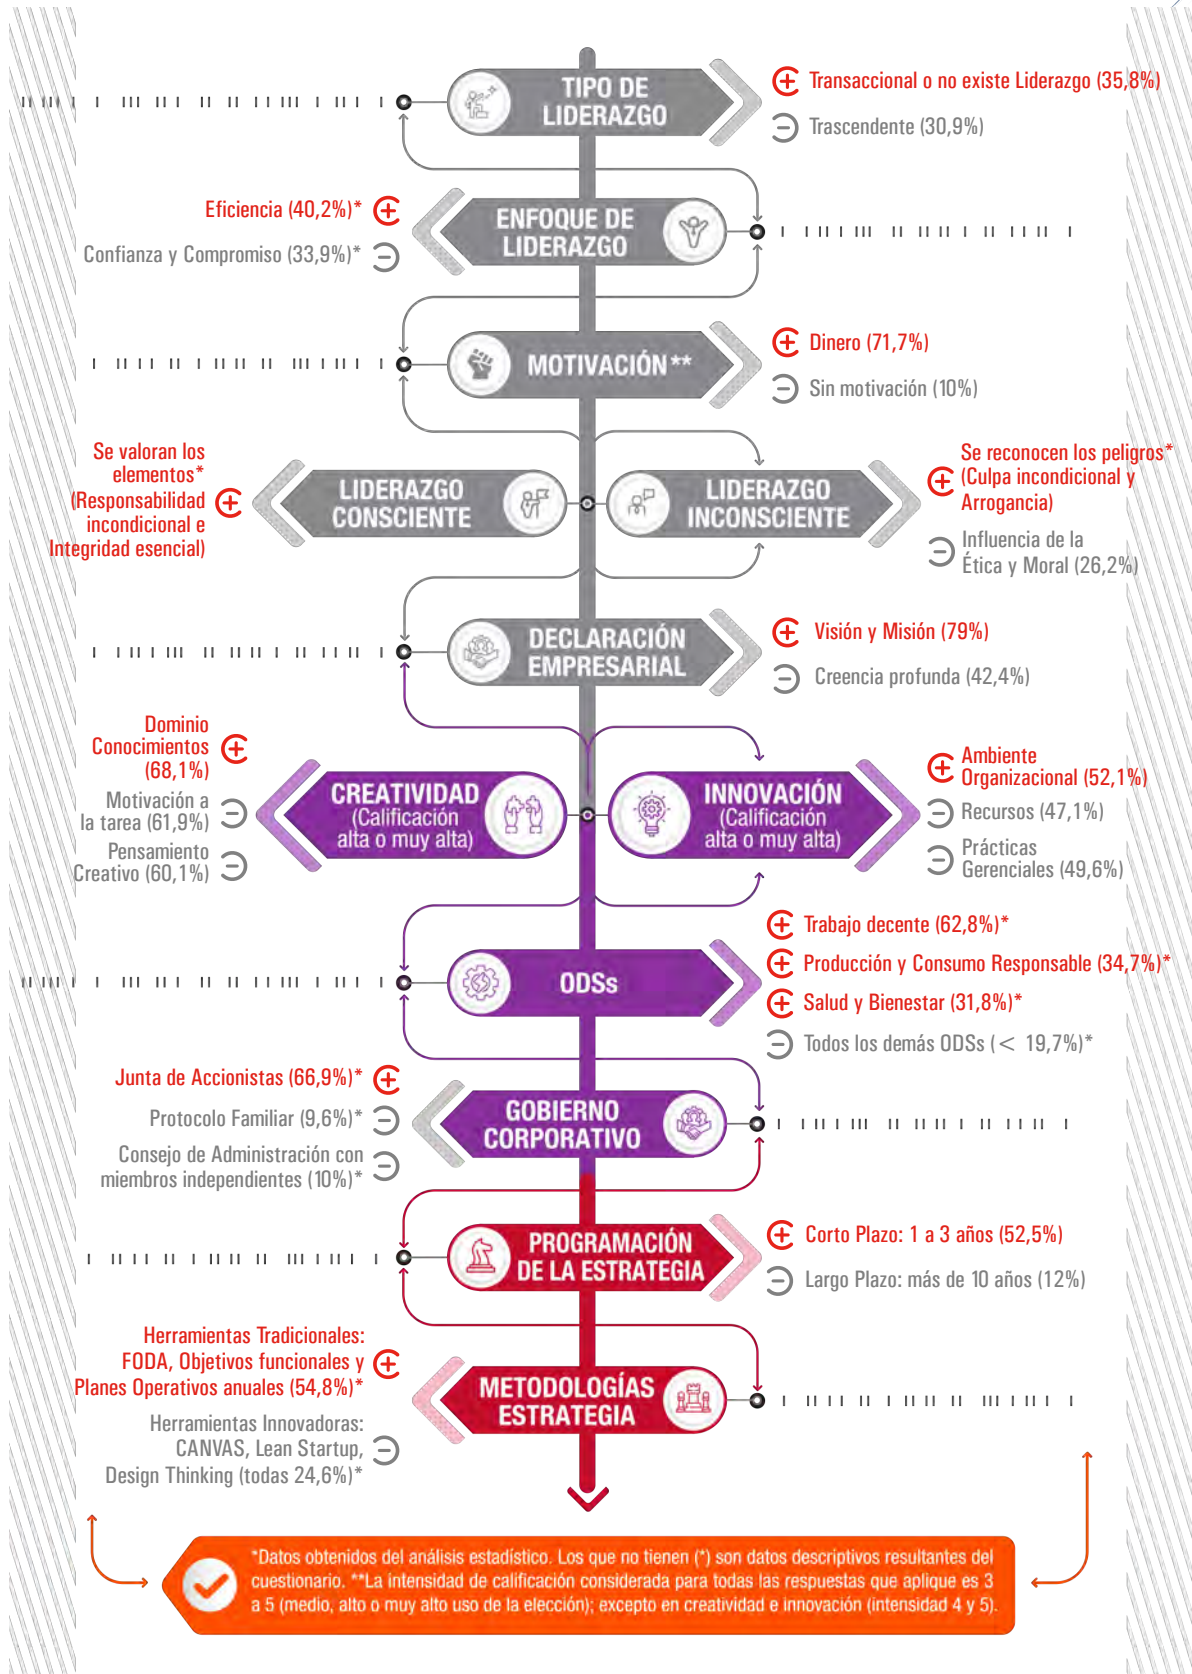 TIPO DE
LIDERAZGO
Transaccional o no existe Liderazgo (35,8%)
Trascendente (30,9%)
Eficiencia (40,2%)*
Confianza y Compromiso (33,9%)*
ENFOQUE DE
LIDERAZGO
MOTIVACIÓN**
Dinero (71,7%)
Sin motivación (10%)
Se valoran los
elementos*
(Responsabilidad
incondicional e
Integridad esencial)
LIDERAZGO
CONSCIENTE
LIDERAZGO
INCONSCIENTE
Se reconocen los peligros*
(Culpa incondicional y
Arrogancia)
Influencia de la
Ética y Moral (26,2%)
DECLARACIÓN
EMPRESARIAL
Visión y Misión (79%)
Creencia profunda (42,4%)
Dominio
Conocimientos
(68,1%)
Motivación a
la tarea (61,9%)
Pensamiento
Creativo (60,1%)
CREATIVIDAD
(Calificación
alta o muy alta)
INNOVACIÓN
(Calificación
alta o muy alta)
Ambiente
Organizacional (52,1%)
Recursos (47,1%)
Prácticas
Gerenciales (49,6%)
ODSs
Trabajo decente (62,8%)*
Producción y Consumo Responsable (34,7%)*
Salud y Bienestar (31,8%)*
Todos los demás ODSs (< 19,7%)*
Junta de Accionistas (66,9%)*
Protocolo Familiar (9,6%)*
Consejo de Administración con
miembros independientes (10%)*
GOBIERNO
CORPORATIVO
PROGRAMACIÓN
DE LA ESTRATEGIA
Corto Plazo: 1 a 3 años (52,5%)
Largo Plazo: más de 10 años (12%)
Herramientas Tradicionales:
FODA, Objetivos funcionales y
Planes Operativos anuales (54,8%)*
Herramientas Innovadoras:
CANVAS, Lean Startup,
Design Thinking (todas 24,6%)*
METODOLOGÍAS
ESTRATEGIA
*Datos obtenidos del análisis estadístico. Los que no tienen (*) son datos descriptivos resultantes del
cuestionario. **La intensidad de calificación considerada para todas las respuestas que aplique es 3
a 5 (medio, alto o muy alto uso de la elección); excepto en creatividad e innovación (intensidad 4 y 5).